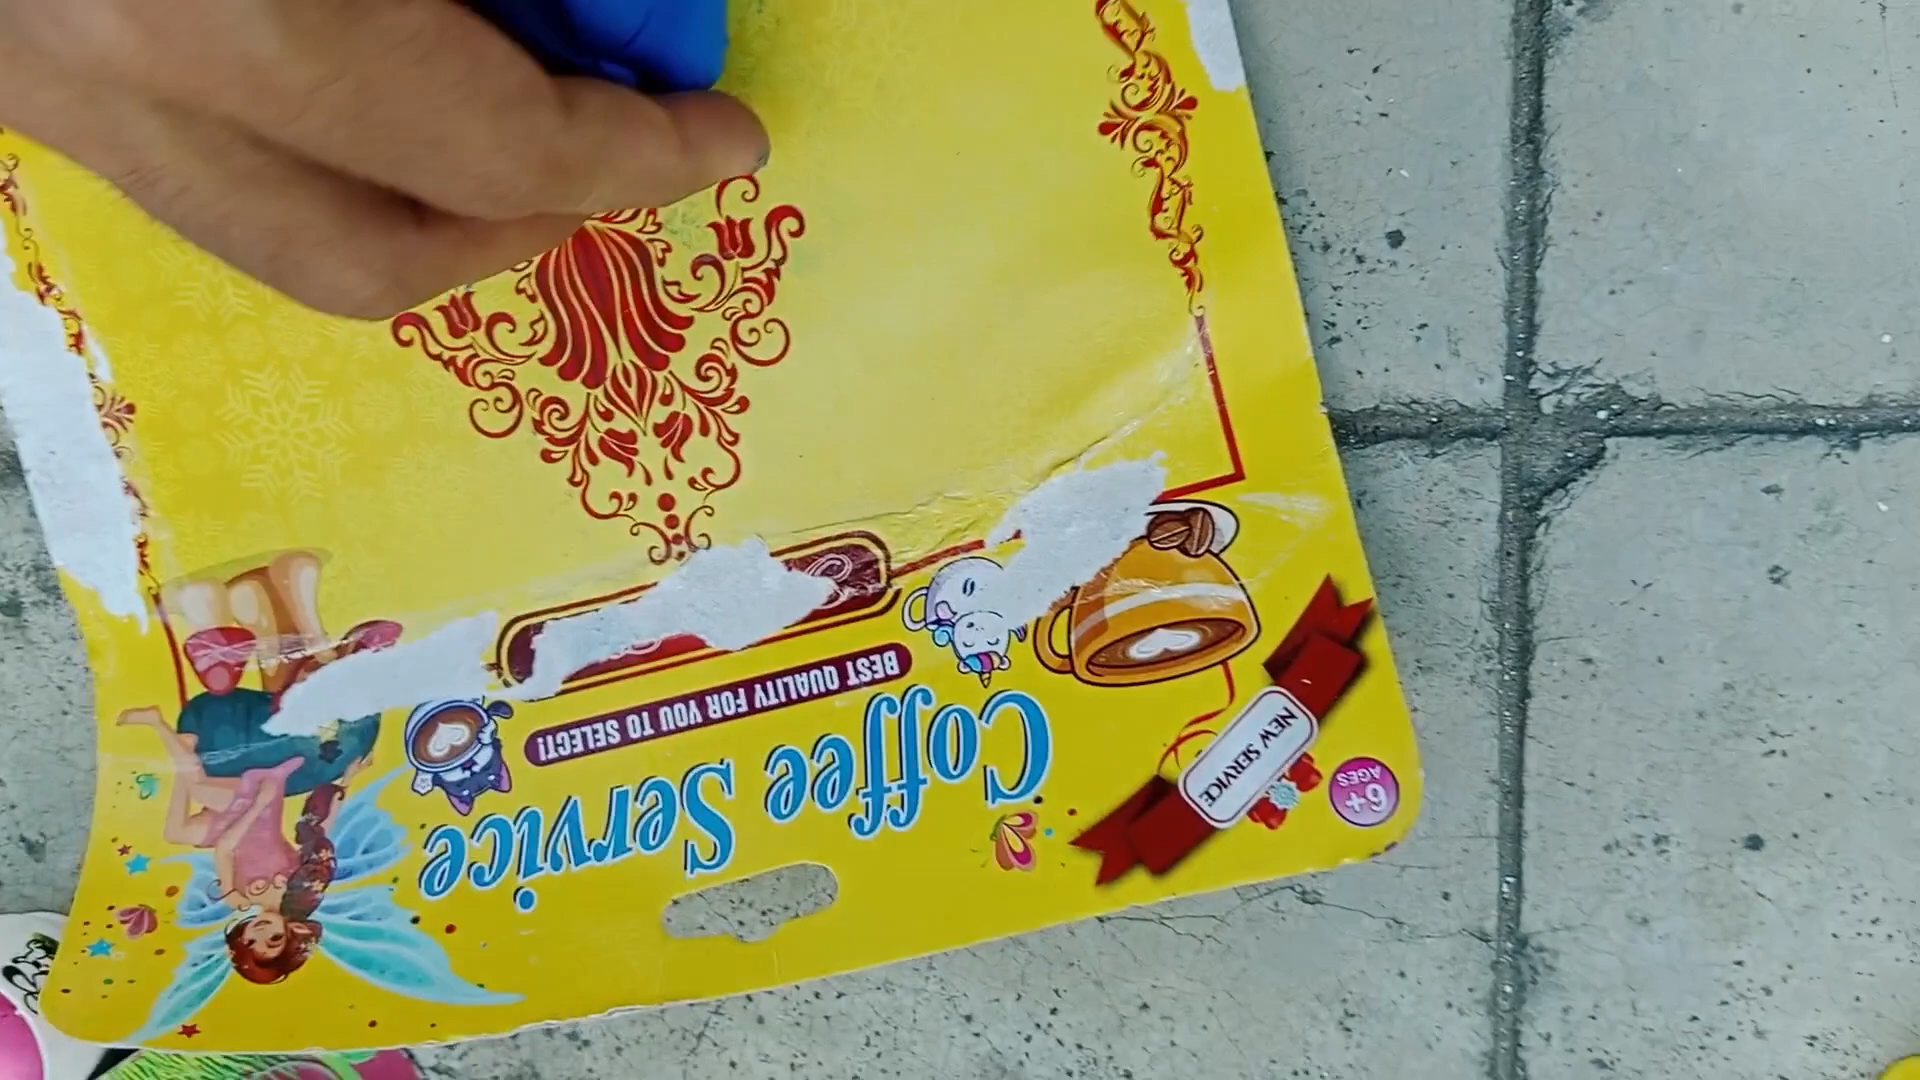 6+
AGES
NEW SERVICE
Coffee Service
BEST QUALITY FOR YOU TO SELECT!